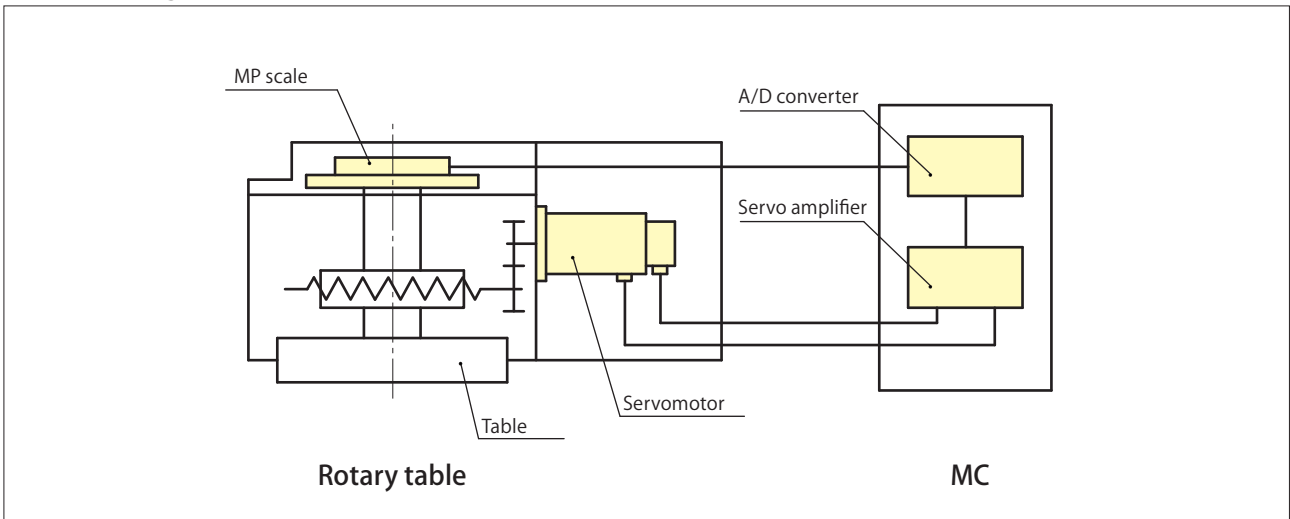 MP scale
A/D converter
Servo amplifier
Servomotor
Table
Rotary table
MC